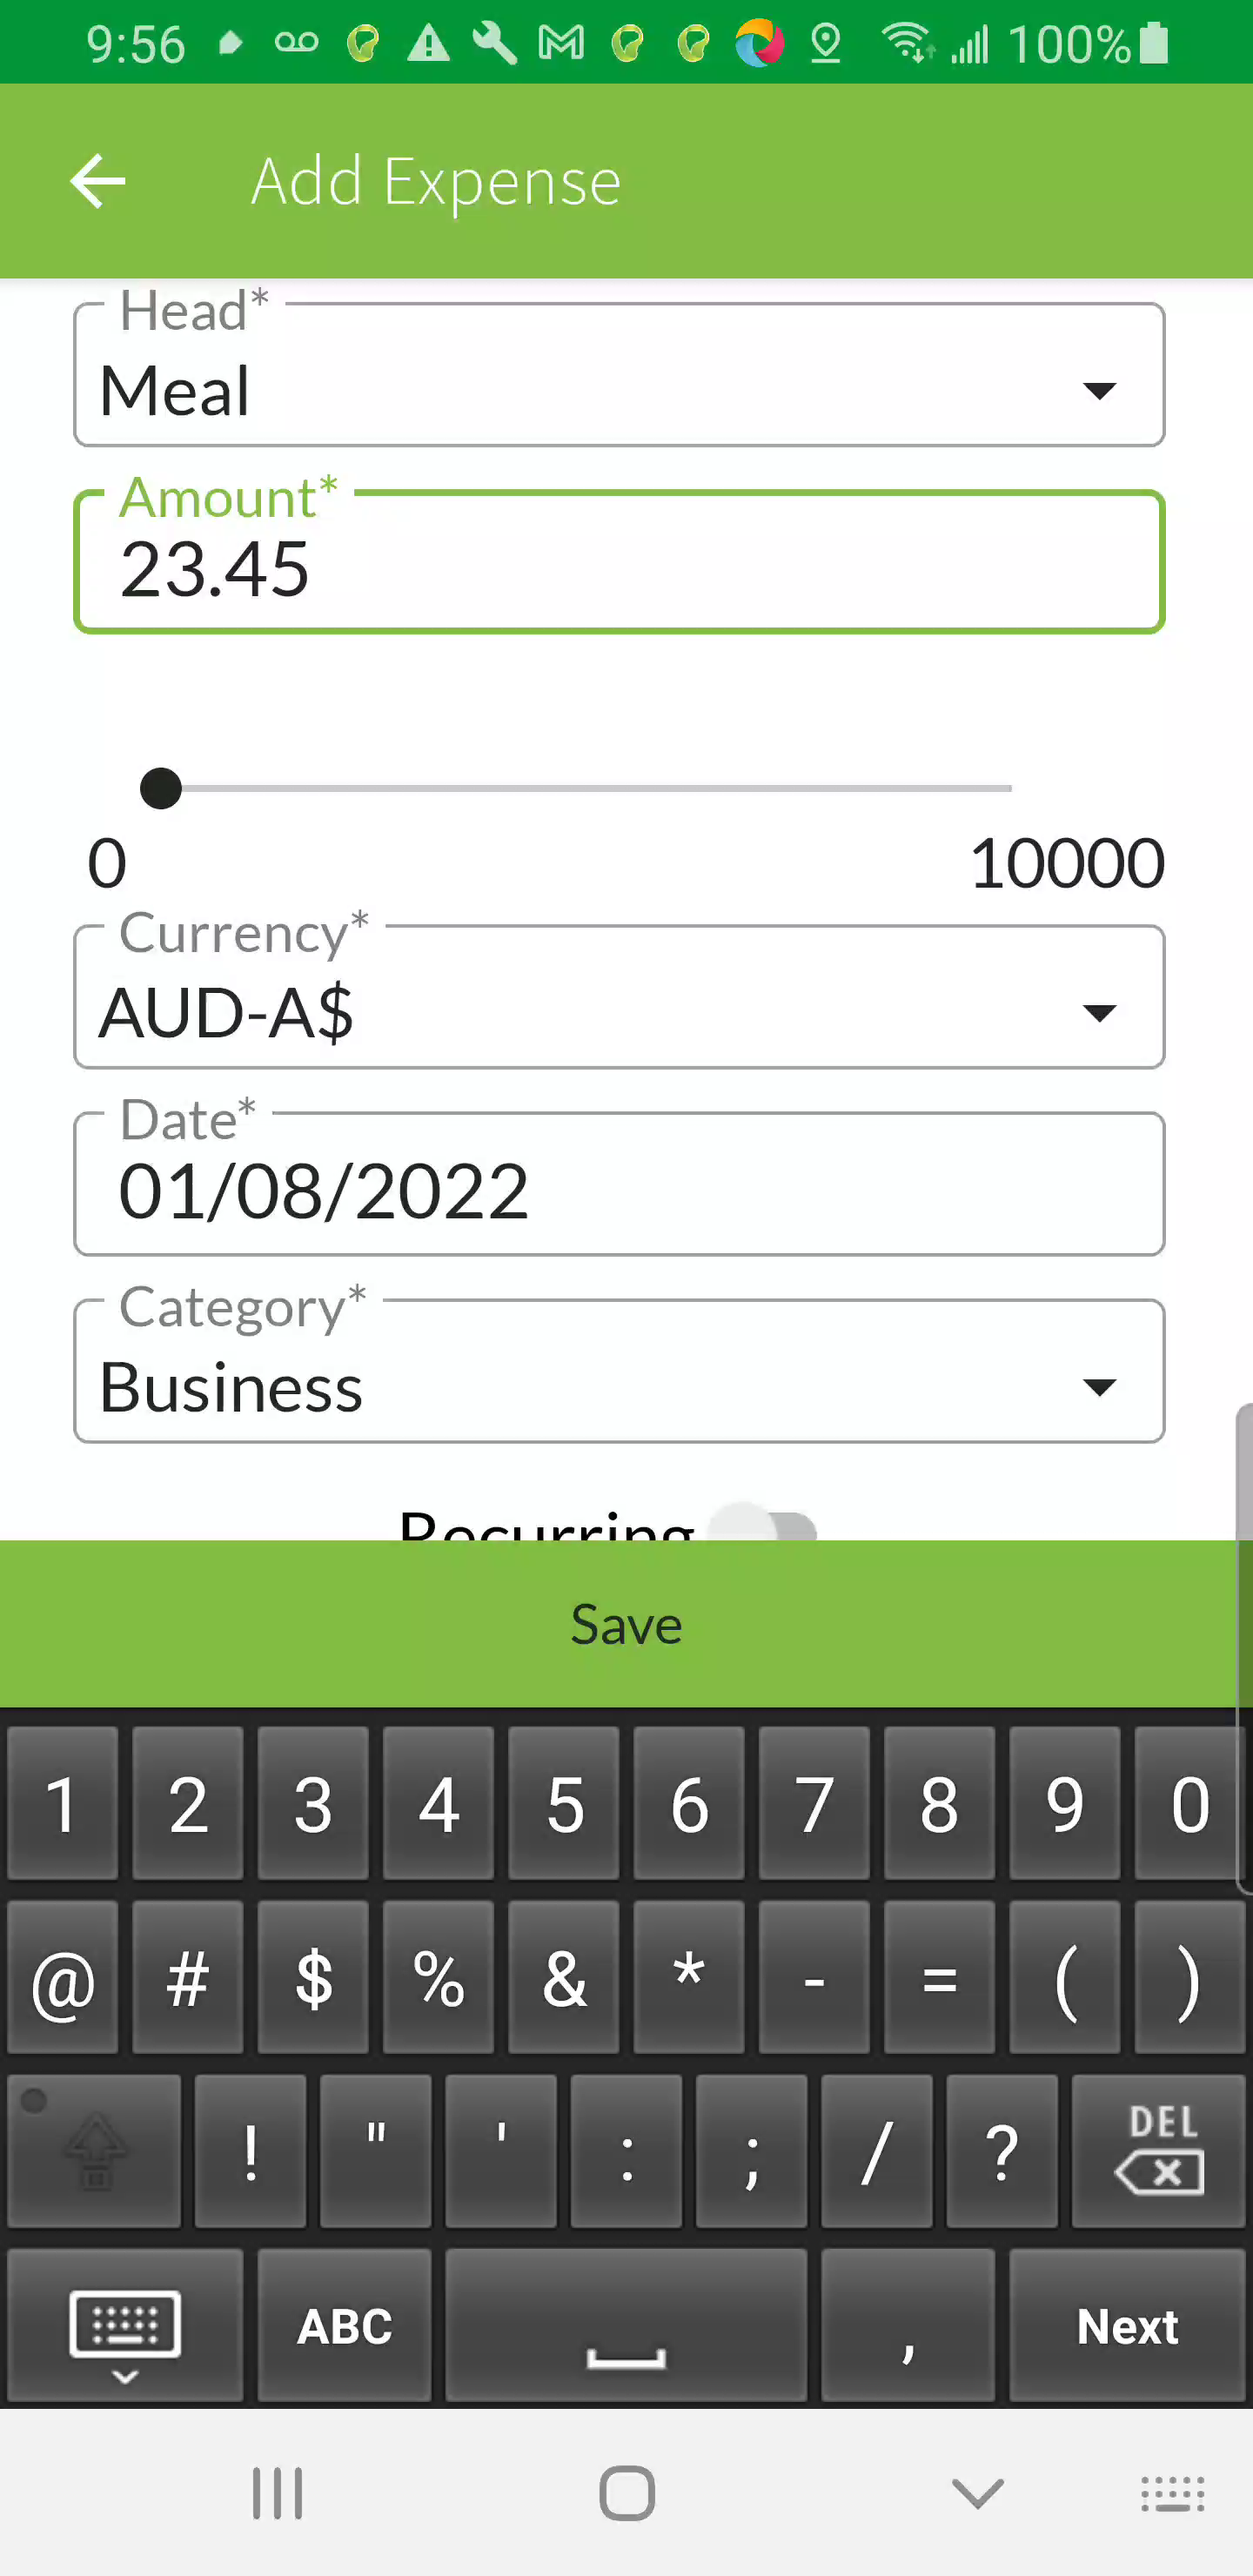 9:56 100%
Add Expense
Head*
Meal
Amount*
23.45
0 10000
Currency*
AUD-A$
Date*
01/08/2022
Category*
Business
Recurring
Save
1 2 3 4 5 6 7 8 9 0
@ # $ % & * - = ( )
! " ' : ; / ? DEL
ABC , Next